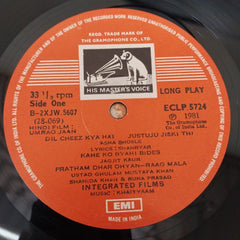 REGD. TRADE MARK OF
THE GRAMOPHONE CO., LTD.
HIS MASTER'S VOICE
33 1/3 rpm
LONG PLAY
Side One
B-2XJW.5607
(28-069)
ECLP.5724
℗ 1981
The Gramophone
Co. of India Ltd.
HINDI FILM:
UMRAO JAAN
DIL CHEEZ KYA HAI JUSTUJU JISKI THI
ASHA BHOSLE
LYRICS: SHAHRYAR
KAHE KO BYAHI BIDES
JAGJIT KAUR
PRATHAM DHAR DHYAN-RAAG MALA
USTAD GHULAM MUSTAFA KHAN
SHAHIDA KHAN & RUNA PRASAD
INTEGRATED FILMS
MUSIC: KHAIYYAAM
EMI
MADE IN INDIA